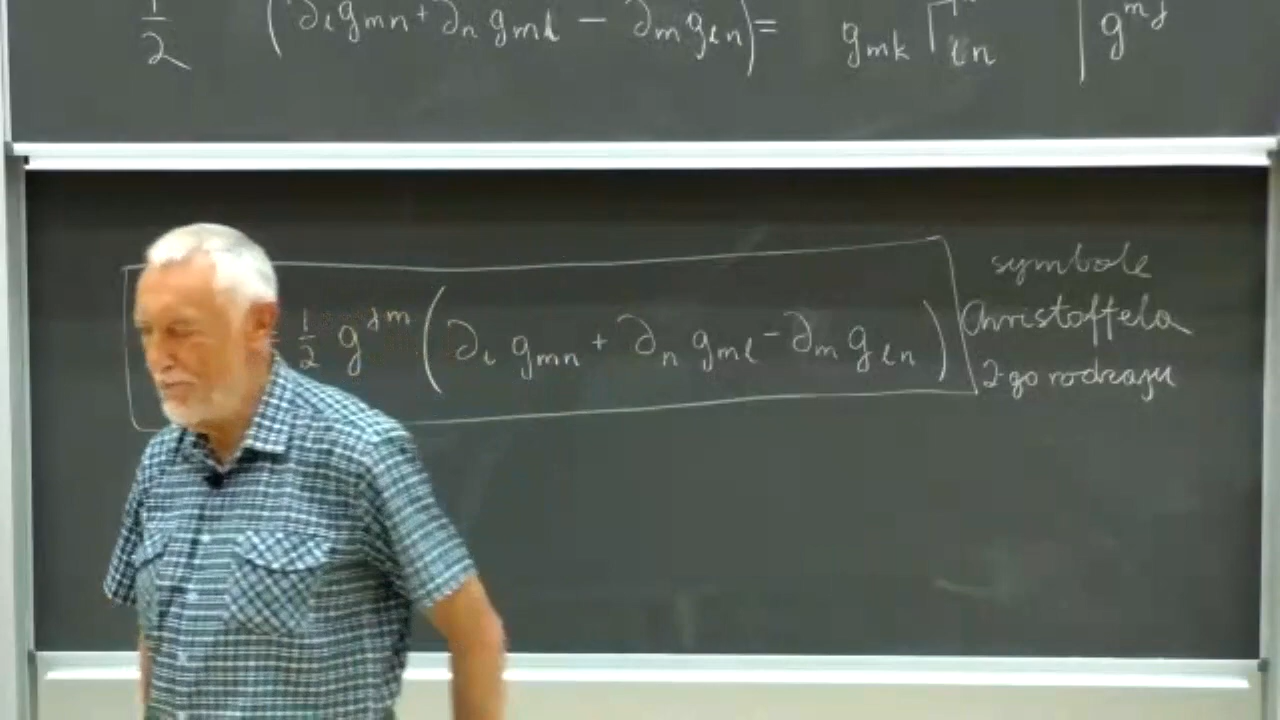 1/2 (∂_l g_mn + ∂_n g_ml − ∂_m g_ln) = g_mk Γ_ln | g^mj
1/2 g^jm (∂_l g_mn + ∂_n g_ml − ∂_m g_ln)
symbole
Christoffela
2-go rodzaju